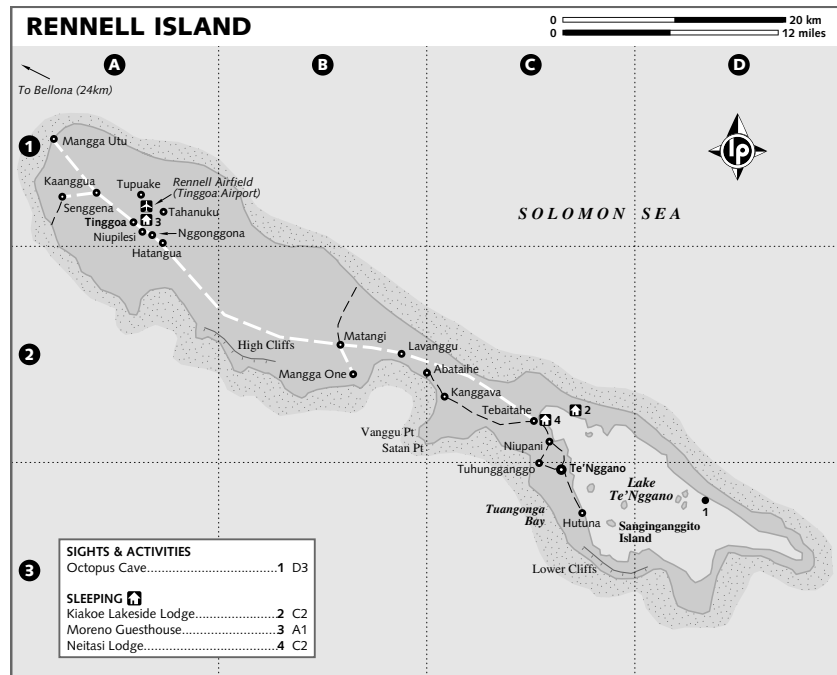 RENNELL ISLAND
0 20 km
0 12 miles
A
B
C
D
To Bellona (24km)
1
Mangga Utu
lp
Kaanggua
Tupuake
Rennell Airfield
(Tinggoa Airport)
Senggena
Tahanuku
SOLOMON SEA
Tinggoa
3
Niupilesi
Nggonggona
Hatangua
2
High Cliffs
Matangi
Lavanggu
Mangga One
Abataihe
Kanggava
Tebaitahe
4
2
Vanggu Pt
Satan Pt
Niupani
Tuhungganggo
Te'Nggano
Lake
Te'Nggano
1
Tuangonga
Bay
Hutuna
Sanginganggito
Island
Lower Cliffs
3
SIGHTS & ACTIVITIES
Octopus Cave.................................1 D3
SLEEPING
Kiakoe Lakeside Lodge....................2 C2
Moreno Guesthouse........................3 A1
Neitasi Lodge..................................4 C2